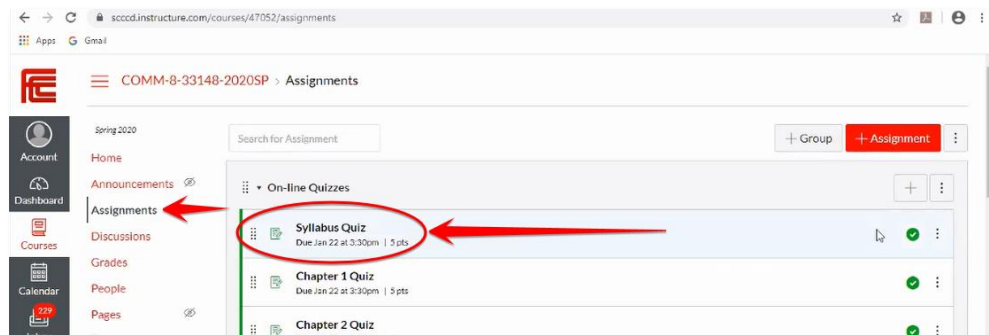 scccd.instructure.com/courses/47052/assignments
Apps
Gmail
COMM-8-33148-2020SP > Assignments
Spring 2020
Search for Assignment
+ Group
+ Assignment
Account
Home
Announcements
On-line Quizzes
Dashboard
Assignments
Syllabus Quiz
Due Jan 22 at 3:30pm | 5 pts
Courses
Discussions
Grades
Chapter 1 Quiz
Due Jan 22 at 3:30pm | 5 pts
Calendar
People
229
Pages
Chapter 2 Quiz